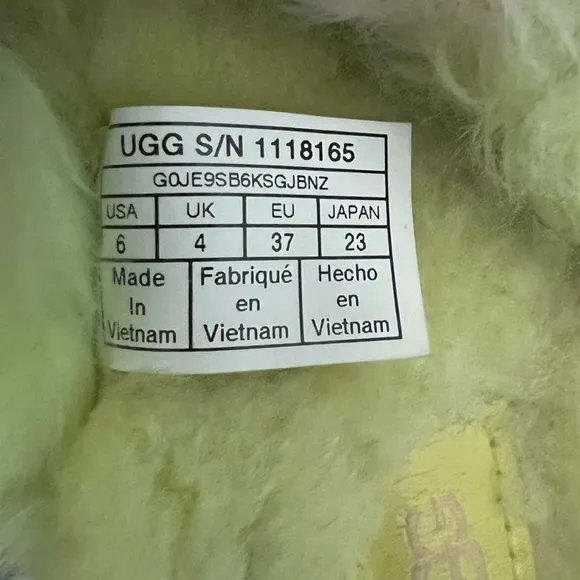 UGG S/N 1118165
G0JE9SB6KSGJBNZ
USA UK EU JAPAN
6 4 37 23
Made Fabriqué Hecho
In en en
Vietnam Vietnam Vietnam